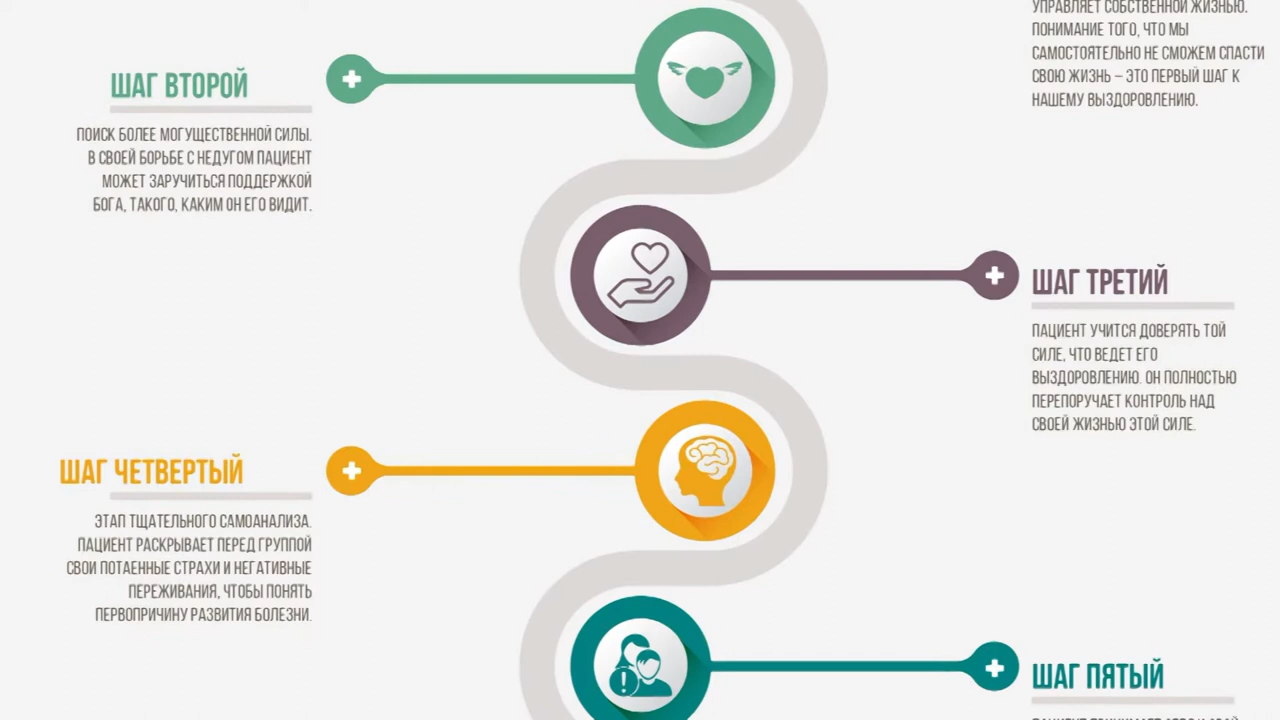 УПРАВЛЯЕТ СОБСТВЕННОЙ ЖИЗНЬЮ.
ПОНИМАНИЕ ТОГО, ЧТО МЫ
САМОСТОЯТЕЛЬНО НЕ СМОЖЕМ СПАСТИ
СВОЮ ЖИЗНЬ – ЭТО ПЕРВЫЙ ШАГ К
НАШЕМУ ВЫЗДОРОВЛЕНИЮ.
ШАГ ВТОРОЙ
ПОИСК БОЛЕЕ МОГУЩЕСТВЕННОЙ СИЛЫ.
В СВОЕЙ БОРЬБЕ С НЕДУГОМ ПАЦИЕНТ
МОЖЕТ ЗАРУЧИТЬСЯ ПОДДЕРЖКОЙ
БОГА, ТАКОГО, КАКИМ ОН ЕГО ВИДИТ.
ШАГ ТРЕТИЙ
ПАЦИЕНТ УЧИТСЯ ДОВЕРЯТЬ ТОЙ
СИЛЕ, ЧТО ВЕДЕТ ЕГО
ВЫЗДОРОВЛЕНИЮ. ОН ПОЛНОСТЬЮ
ПЕРЕПОРУЧАЕТ КОНТРОЛЬ НАД
СВОЕЙ ЖИЗНЬЮ ЭТОЙ СИЛЕ.
ШАГ ЧЕТВЕРТЫЙ
ЭТАП ТЩАТЕЛЬНОГО САМОАНАЛИЗА.
ПАЦИЕНТ РАСКРЫВАЕТ ПЕРЕД ГРУППОЙ
СВОИ ПОТАЕННЫЕ СТРАХИ И НЕГАТИВНЫЕ
ПЕРЕЖИВАНИЯ, ЧТОБЫ ПОНЯТЬ
ПЕРВОПРИЧИНУ РАЗВИТИЯ БОЛЕЗНИ.
ШАГ ПЯТЫЙ